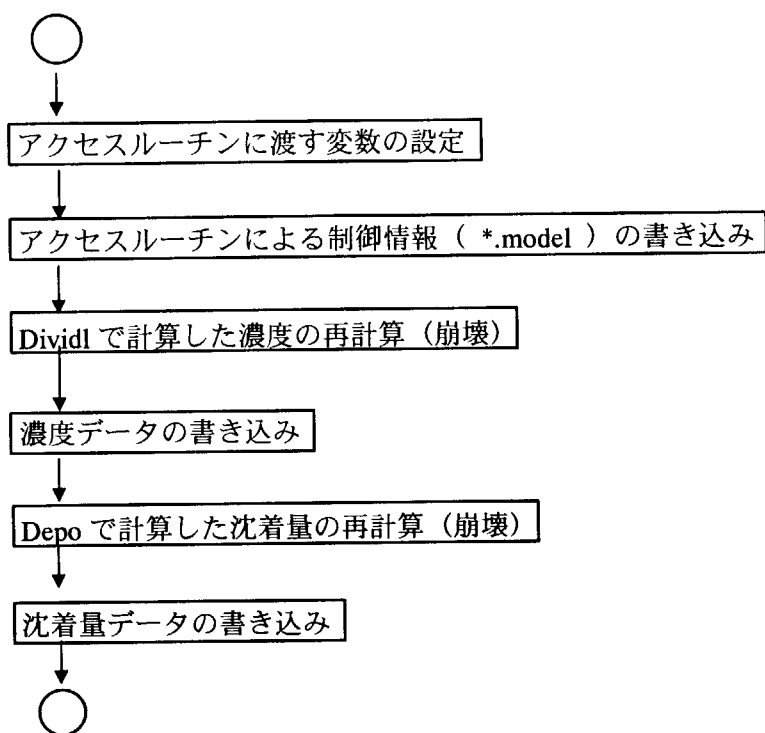 アクセスルーチンに渡す変数の設定
アクセスルーチンによる制御情報（ *.model ）の書き込み
Dividl で計算した濃度の再計算（崩壊）
濃度データの書き込み
Depo で計算した沈着量の再計算（崩壊）
沈着量データの書き込み